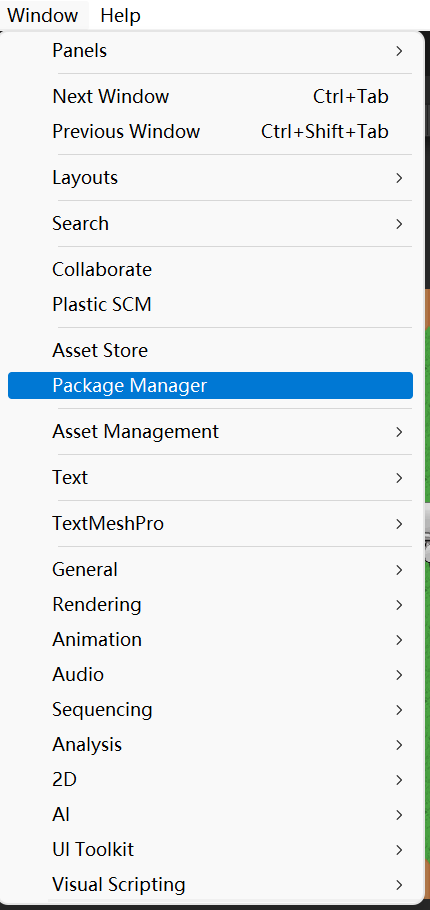 Window Help
Panels
Next Window Ctrl+Tab
Previous Window Ctrl+Shift+Tab
Layouts
Search
Collaborate
Plastic SCM
Asset Store
Package Manager
Asset Management
Text
TextMeshPro
General
Rendering
Animation
Audio
Sequencing
Analysis
2D
AI
UI Toolkit
Visual Scripting